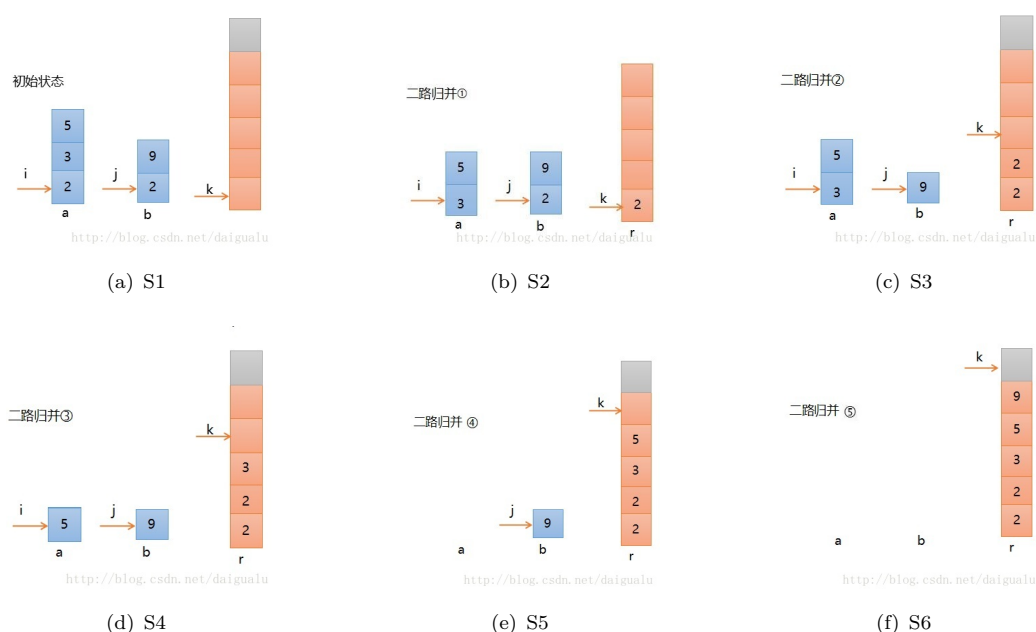 初始状态
5
3
2
i
a
9
2
j
b
k
http://blog.csdn.net/daigualu
(a) S1
二路归并①
5
3
i
a
9
2
j
b
2
k
r
http://blog.csdn.net/daigualu
(b) S2
二路归并②
5
3
i
a
9
j
b
k
2
2
r
http://blog.csdn.net/daigualu
(c) S3
二路归并③
5
i
a
9
j
b
k
3
2
2
r
http://blog.csdn.net/daigualu
(d) S4
二路归并 ④
a
9
j
b
k
5
3
2
2
r
http://blog.csdn.net/daigualu
(e) S5
二路归并 ⑤
a
b
k
9
5
3
2
2
r
http://blog.csdn.net/daigualu
(f) S6